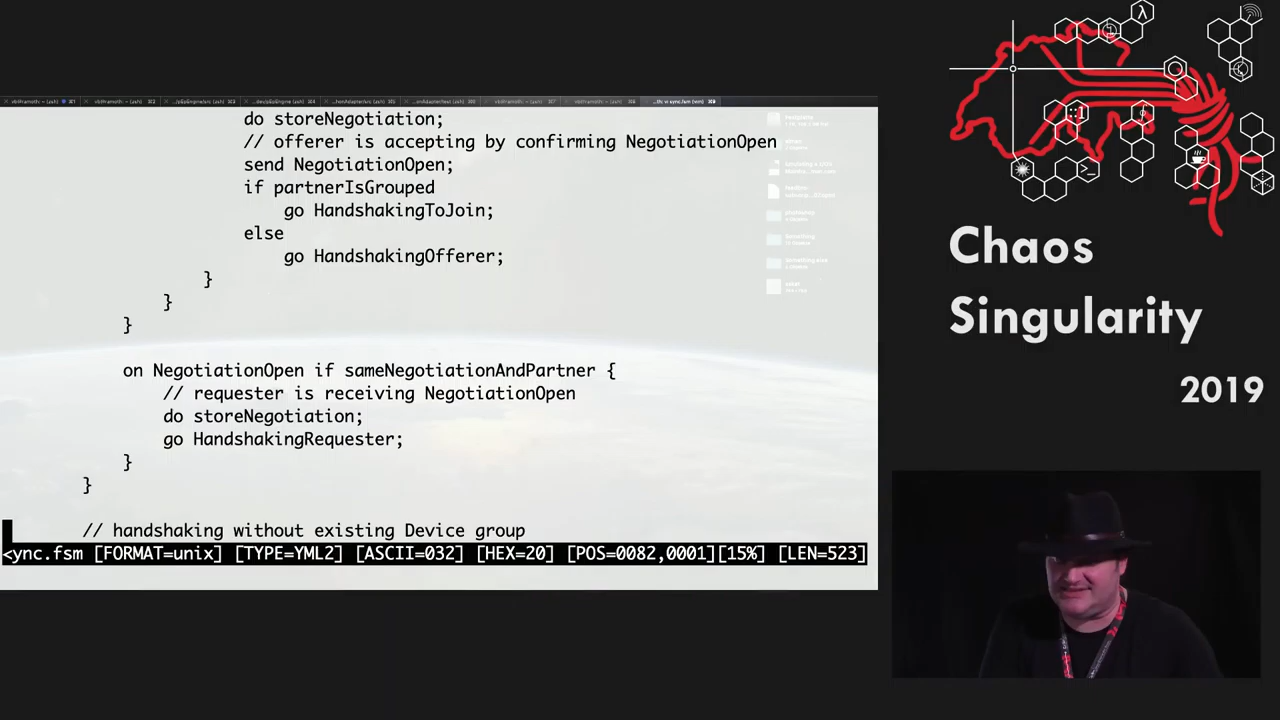 do storeNegotiation;
// offerer is accepting by confirming NegotiationOpen
send NegotiationOpen;
if partnerIsGrouped
go HandshakingToJoin;
else
go HandshakingOfferer;
}
}
}
on NegotiationOpen if sameNegotiationAndPartner {
// requester is receiving NegotiationOpen
do storeNegotiation;
go HandshakingRequester;
}
}
// handshaking without existing Device group
<ync.fsm [FORMAT=unix] [TYPE=YML2] [ASCII=032] [HEX=20] [POS=0082,0001][15%] [LEN=523]
Chaos
Singularity
2019